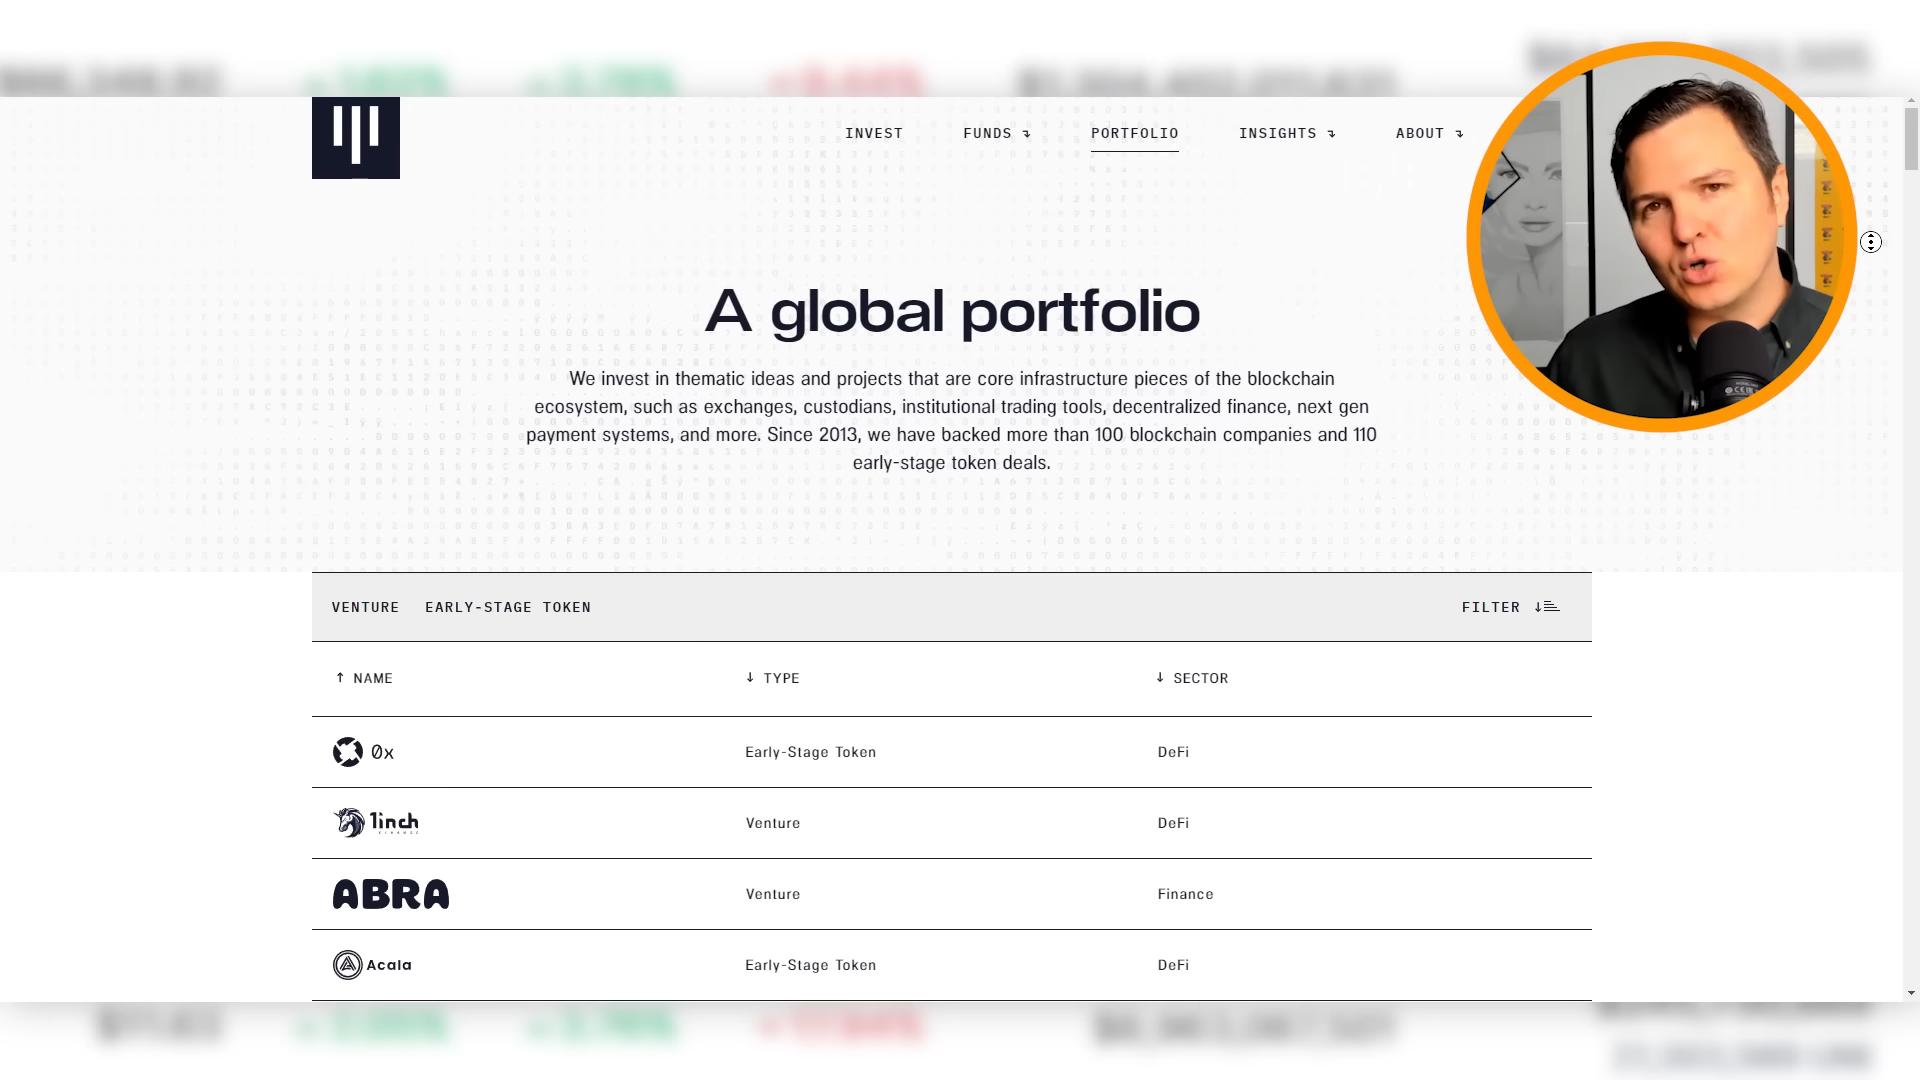 INVEST FUNDS PORTFOLIO INSIGHTS ABOUT
A global portfolio
We invest in thematic ideas and projects that are core infrastructure pieces of the blockchain
ecosystem, such as exchanges, custodians, institutional trading tools, decentralized finance, next gen
payment systems, and more. Since 2013, we have backed more than 100 blockchain companies and 110
early-stage token deals.
VENTURE EARLY-STAGE TOKEN FILTER
↑ NAME ↓ TYPE ↓ SECTOR
0x Early-Stage Token DeFi
1inch Venture DeFi
ABRA Venture Finance
Acala Early-Stage Token DeFi